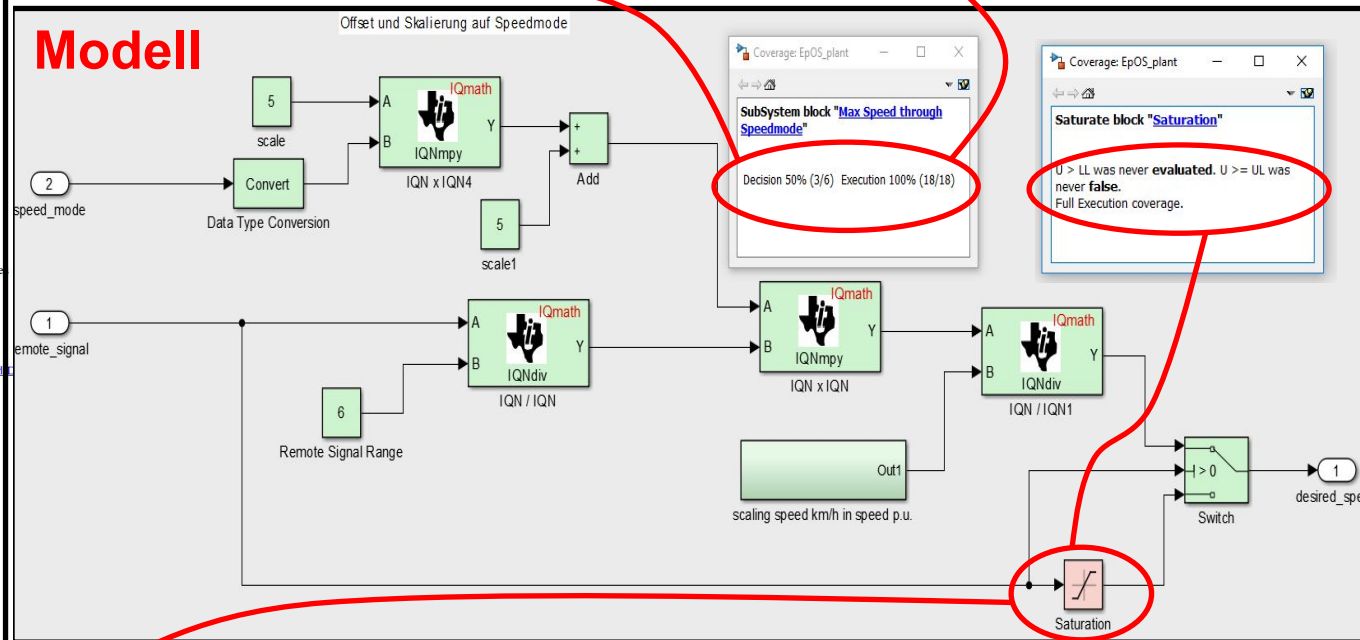 Offset und Skalierung auf Speedmode
Modell
Coverage: EpOS_plant
SubSystem block "Max Speed through
Speedmode"
Decision 50% (3/6) Execution 100% (18/18)
Coverage: EpOS_plant
Saturate block "Saturation"
U > LL was never evaluated. U >= UL was
never false.
Full Execution coverage.
5
scale
A
B
IQmath
Y
IQNmpy
IQN x IQN4
+
+
Add
2
speed_mode
Convert
Data Type Conversion
5
scale1
1
emote_signal
A
B
IQmath
Y
IQNdiv
IQN / IQN
6
Remote Signal Range
A
B
IQmath
Y
IQNmpy
IQN x IQN
A
B
IQmath
Y
IQNdiv
IQN / IQN1
Out1
scaling speed km/h in speed p.u.
> 0
Switch
1
desired_spe
Saturation